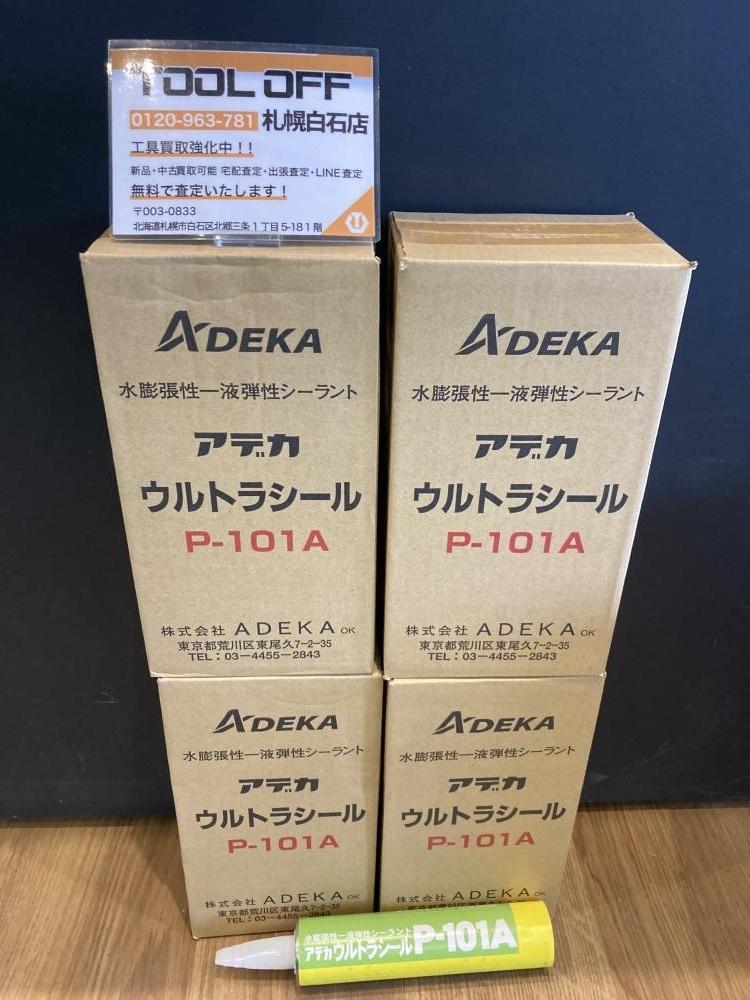 TOOL OFF
0120-963-781 札幌白石店
工具買取強化中!!
新品・中古買取可能 宅配査定・出張査定・LINE査定
無料で査定いたします!
〒003-0833
北海道札幌市白石区北郷三条1丁目5-18 1階
ADEKA
水膨張性一液弾性シーラント
アデカ
ウルトラシール
P-101A
株式会社 ADEKA OK
東京都荒川区東尾久7-2-35
TEL:03-4455-2843
ADEKA
水膨張性一液弾性シーラント
アデカ
ウルトラシール
P-101A
株式会社 ADEKA OK
東京都荒川区東尾久7-2-35
TEL:03-4455-2843
ADEKA
水膨張性一液弾性シーラント
アデカ
ウルトラシール
P-101A
株式会社 ADEKA OK
東京都荒川区東尾久7-2-35
TEL:03-4455-2843
ADEKA
水膨張性一液弾性シーラント
アデカ
ウルトラシール
P-101A
株式会社
水膨張性一液弾性シーラント
アデカウルトラシールP-101A